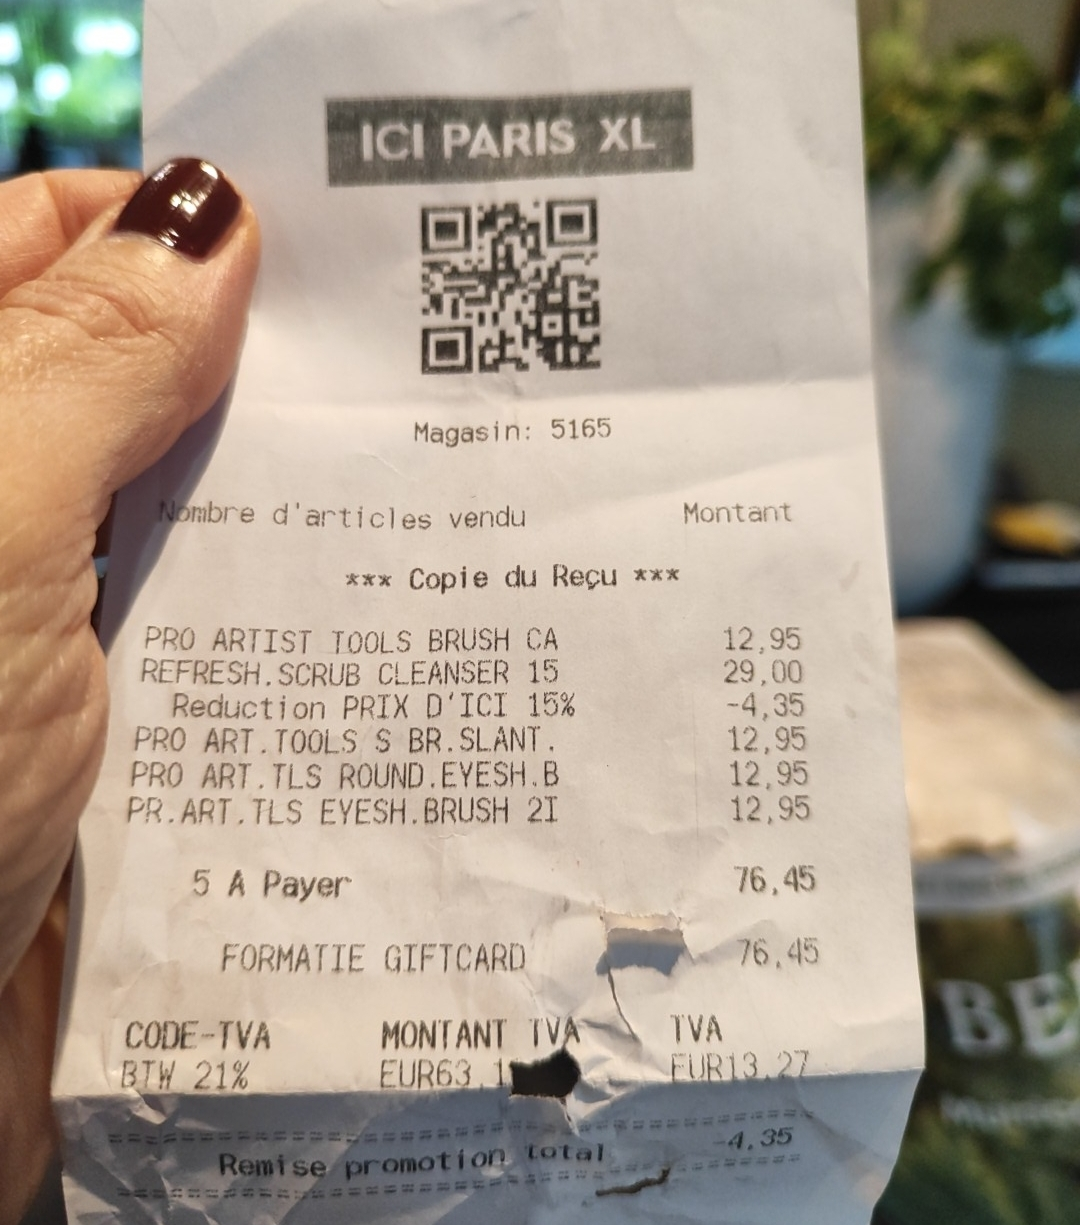 ICI PARIS XL
Magasin: 5165
Nombre d'articles vendu Montant
*** Copie du Reçu ***
PRO ARTIST TOOLS BRUSH CA 12,95
REFRESH.SCRUB CLEANSER 15 29,00
Reduction PRIX D'ICI 15% -4,35
PRO ART.TOOLS S BR.SLANT. 12,95
PRO ART.TLS ROUND.EYESH.B 12,95
PR.ART.TLS EYESH.BRUSH 2I 12,95
5 A Payer 76,45
FORMATIE GIFTCARD 76,45
CODE-TVA MONTANT TVA TVA
BTW 21% EUR63,1 EUR13,27
Remise promotion total -4,35